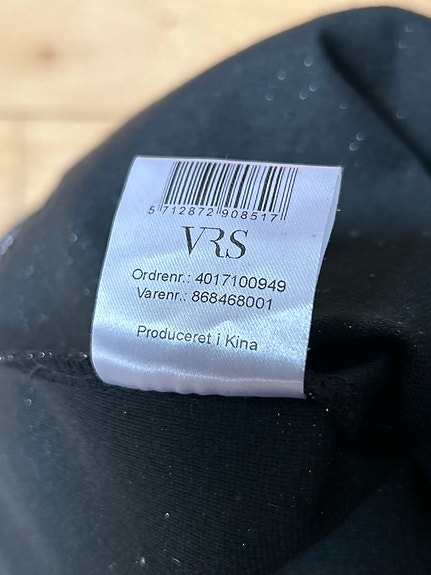 5 712872 908517
VRS
Ordrenr.: 4017100949
Varenr.: 868468001
Produceret i Kina